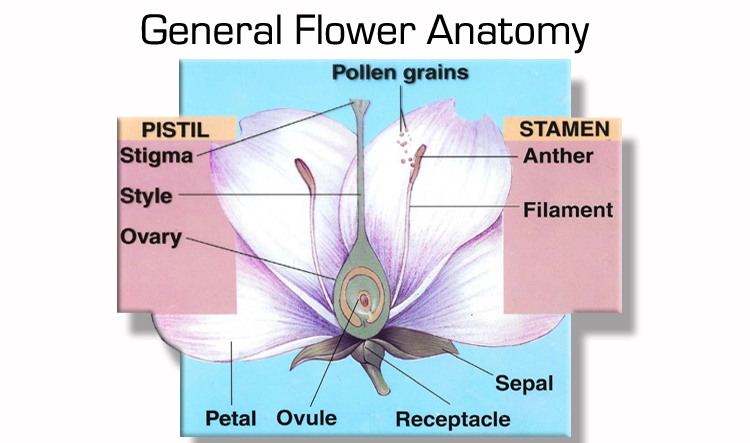 General Flower Anatomy
Pollen grains
PISTIL
Stigma
Style
Ovary
STAMEN
Anther
Filament
Sepal
Petal
Ovule
Receptacle